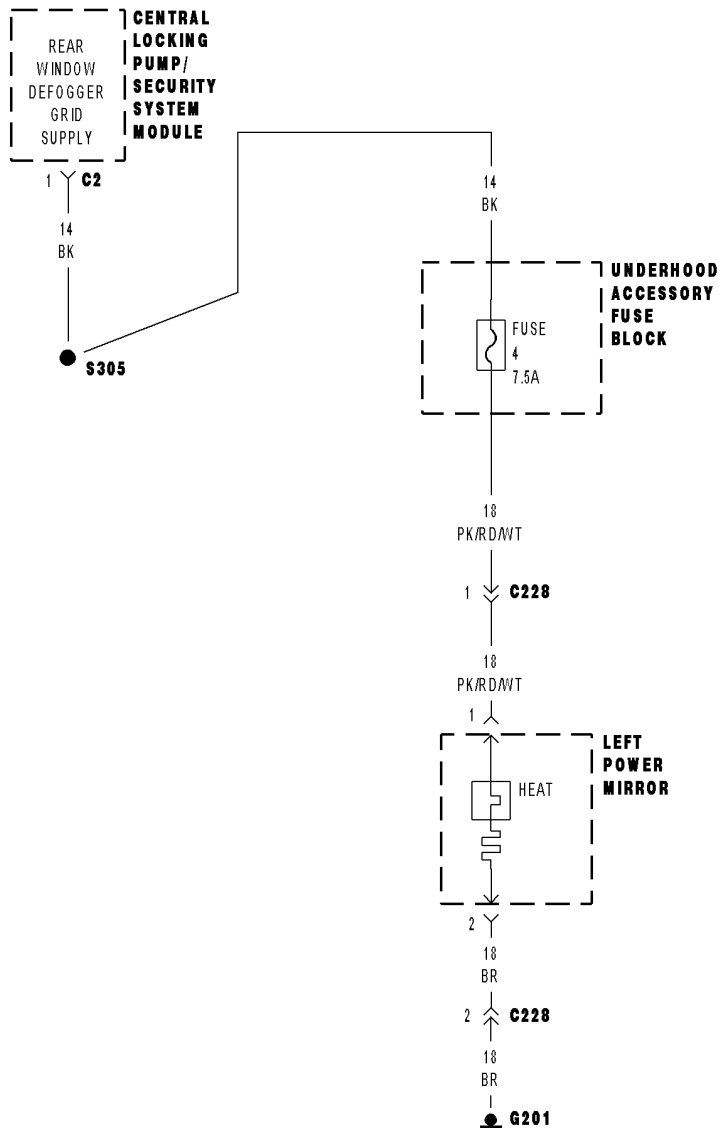 CENTRAL
LOCKING
PUMP/
SECURITY
SYSTEM
MODULE
REAR
WINDOW
DEFOGGER
GRID
SUPPLY
1
C2
14
BK
S305
14
BK
UNDERHOOD
ACCESSORY
FUSE
BLOCK
FUSE
4
7.5A
18
PK/RD/WT
1
C228
18
PK/RD/WT
1
LEFT
POWER
MIRROR
HEAT
2
18
BR
2
C228
18
BR
G201